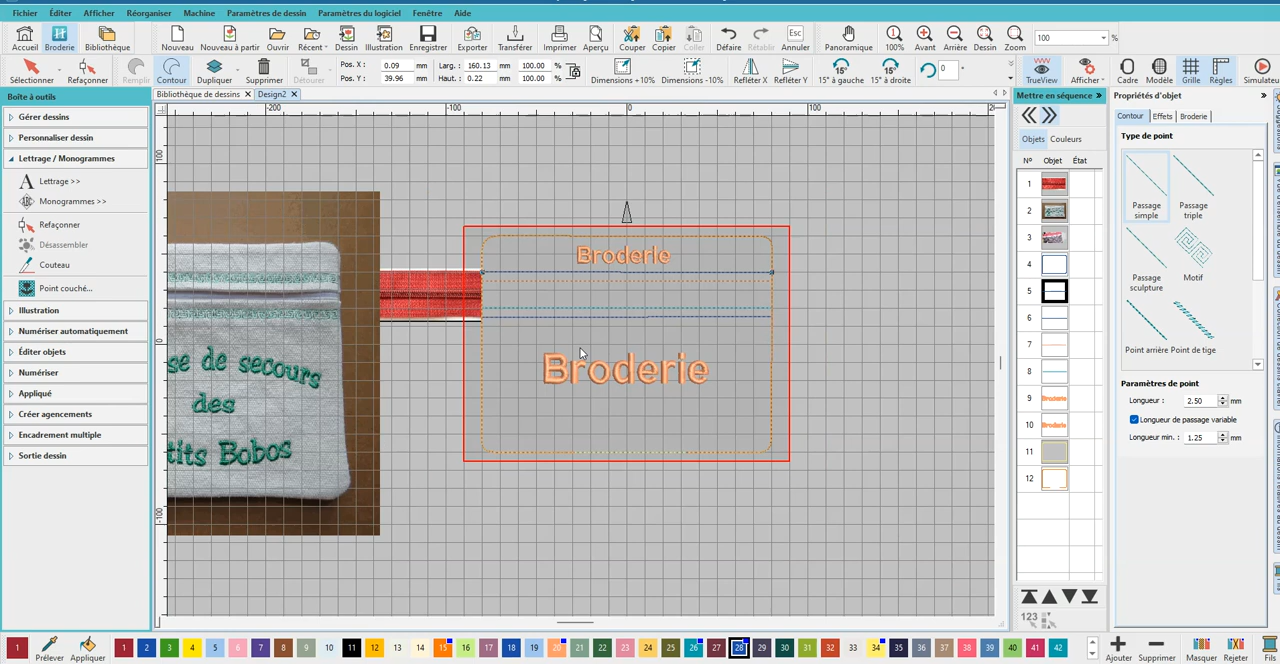 Fichier Éditer Afficher Réorganiser Machine Paramètres de dessin Paramètres du logiciel Fenêtre Aide
Accueil Broderie Bibliothèque Nouveau Nouveau à partir Ouvrir Récent Dessin Illustration Enregistrer Exporter Transférer Imprimer Aperçu Couper Copier Coller Défaire Rétablir Esc Annuler Panoramique 100% Avant Arrière Dessin Zoom 100 %
Sélectionner Refaçonner Remplir Contour Dupliquer Supprimer Détourer Pos. X : 0.09 mm Larg. : 160.13 mm 100.00 %
Pos. Y : 39.96 mm Haut. : 0.22 mm 100.00 %
Dimensions +10% Dimensions -10% Refléter X Refléter Y 15° à gauche 15° à droite 0 TrueView Afficher Cadre Modèle Grille Règles Simulateur
Boîte à outils
Bibliothèque de dessins Design2
Mettre en séquence
Propriétés d'objet
Gérer dessins
Personnaliser dessin
Lettrage / Monogrammes
Lettrage >>
Monogrammes >>
Refaçonner
Désassembler
Couteau
Point couché...
Illustration
Numériser automatiquement
Éditer objets
Numériser
Appliqué
Créer agencements
Encadrement multiple
Sortie dessin
-200 -100 0 100
100
0
-100
Broderie
Broderie
se de secours
des
tits Bobos
Objets Couleurs
Nº Objet État
1
2
3
4
5
6
7
8
9 Broderie
10 Broderie
11
12
123
Contour Effets Broderie
Type de point
Passage simple
Passage triple
Passage sculpture
Motif
Point arrière Point de tige
Paramètres de point
Longueur : 2.50 mm
Longueur de passage variable
Longueur min. : 1.25 mm
1 Prélever Appliquer 1 2 3 4 5 6 7 8 9 10 11 12 13 14 15 16 17 18 19 20 21 22 23 24 25 26 27 28 29 30 31 32 33 34 35 36 37 38 39 40 41 42 Ajouter Supprimer Masquer Rejeter Fils